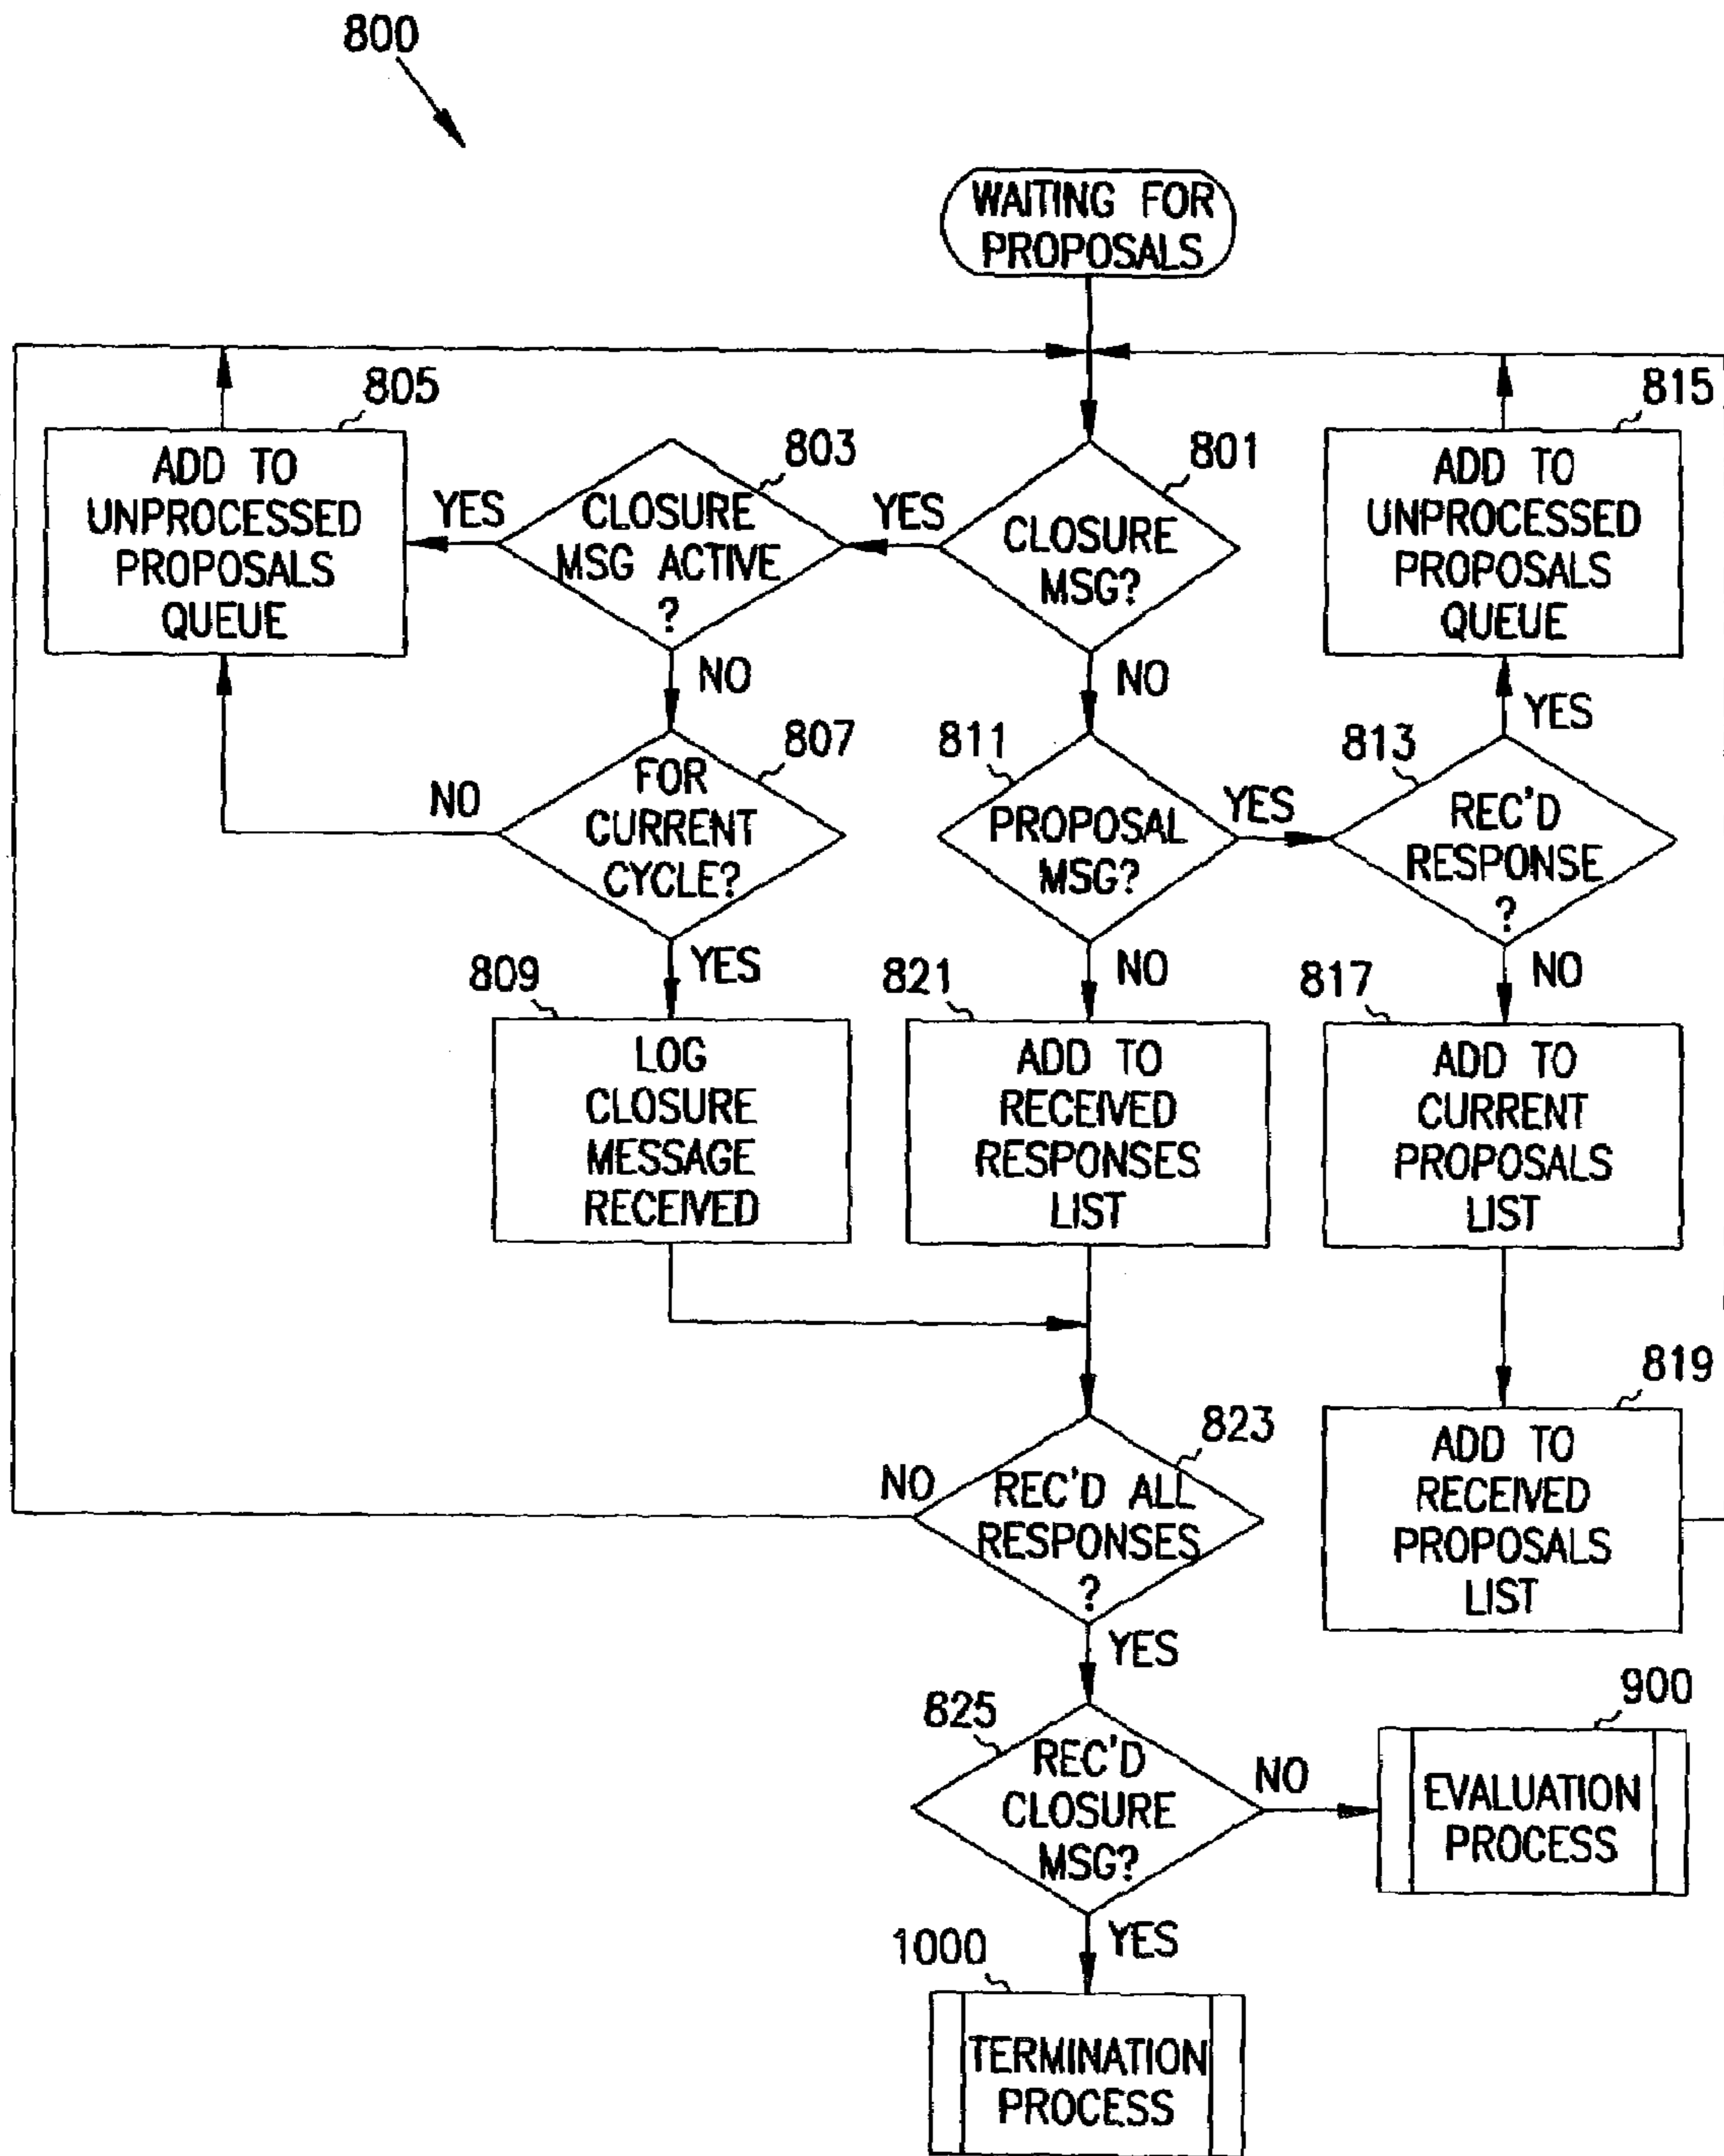 800
WAITING FOR
PROPOSALS
805
ADD TO
UNPROCESSED
PROPOSALS
QUEUE
YES
803
CLOSURE
MSG ACTIVE
?
YES
801
CLOSURE
MSG?
815
ADD TO
UNPROCESSED
PROPOSALS
QUEUE
NO
NO
YES
807
FOR
CURRENT
CYCLE?
NO
811
PROPOSAL
MSG?
YES
813
REC'D
RESPONSE
?
YES
NO
NO
809
LOG
CLOSURE
MESSAGE
RECEIVED
821
ADD TO
RECEIVED
RESPONSES
LIST
817
ADD TO
CURRENT
PROPOSALS
LIST
823
REC'D ALL
RESPONSES
?
NO
819
ADD TO
RECEIVED
PROPOSALS
LIST
YES
825
REC'D
CLOSURE
MSG?
NO
900
EVALUATION
PROCESS
YES
1000
TERMINATION
PROCESS